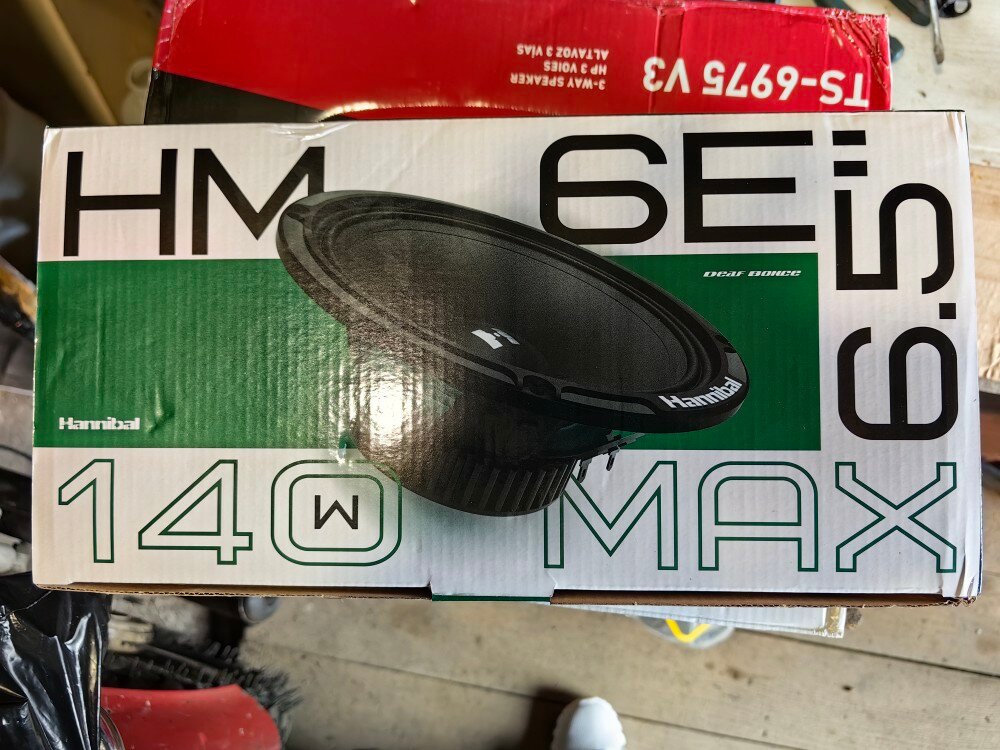 TS-6975 V3
3-WAY SPEAKER
HP 3 VOIES
ALTAVOZ 3 VÍAS
HM 6E
6.5"
Deaf Bonce
Hannibal
Hannibal
140 W MAX